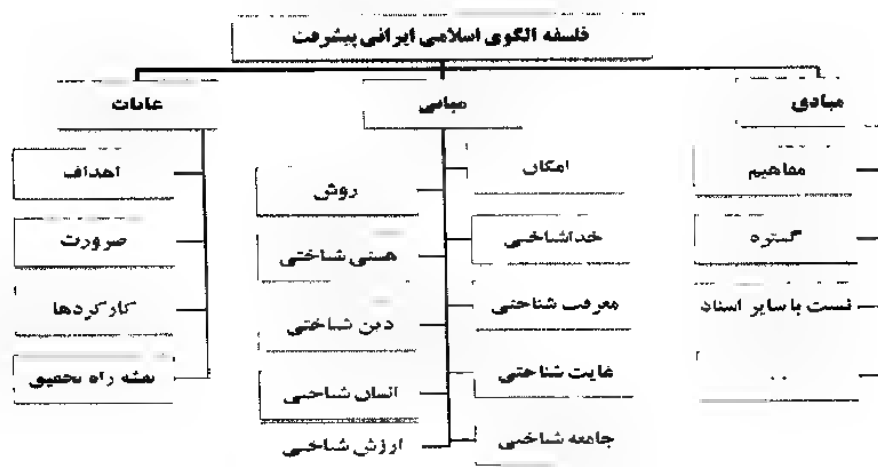 فلسفه الگوی اسلامی ایرانی پیشرفت
مبادی
مبانی
غایات
مفاهیم
گستره
نسبت با سایر اسناد
..
امکان
خداشناختی
معرفت شناختی
غایت شناختی
جامعه شناختی
روش
هستی شناختی
دین شناختی
انسان شناختی
ارزش شناختی
اهداف
ضرورت
کارکردها
نقشه راه تحقیق